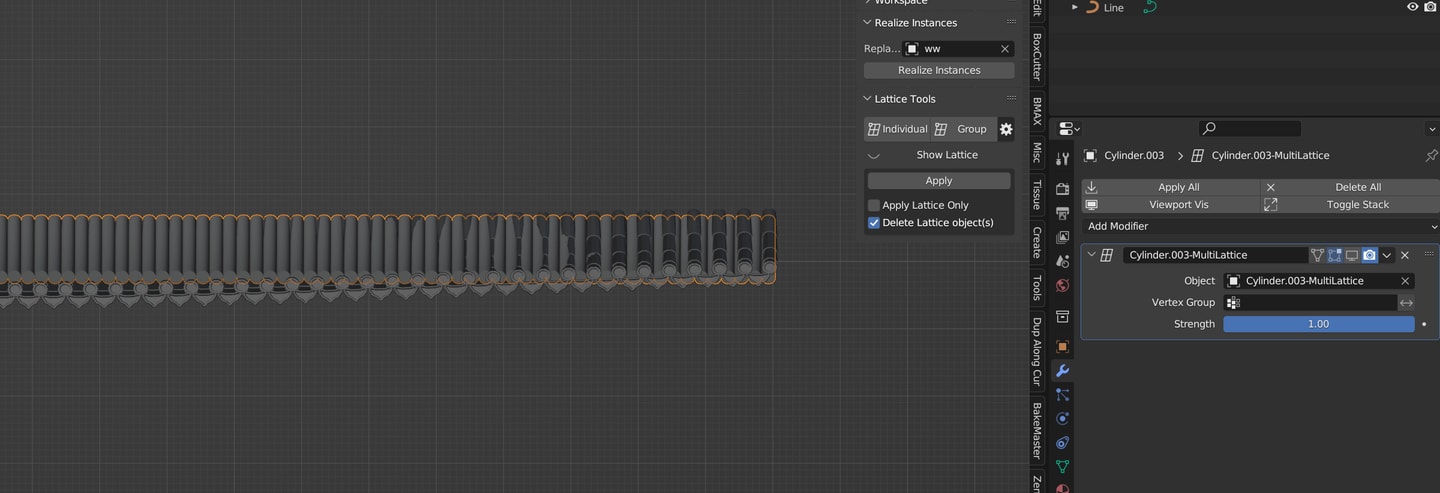 Workspace
Realize Instances
Repla... ww
Realize Instances
Lattice Tools
Individual Group
Show Lattice
Apply
Apply Lattice Only
Delete Lattice object(s)
Edit
BoxCutter
BMAX
Misc
Tissue
Create
Tools
Dup Along Cur
BakeMaster
Zen
Line
Cylinder.003 Cylinder.003-MultiLattice
Apply All Delete All
Viewport Vis Toggle Stack
Add Modifier
Cylinder.003-MultiLattice
Object Cylinder.003-MultiLattice
Vertex Group
Strength 1.00